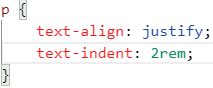 p {
    text-align: justify;
    text-indent: 2rem;
}